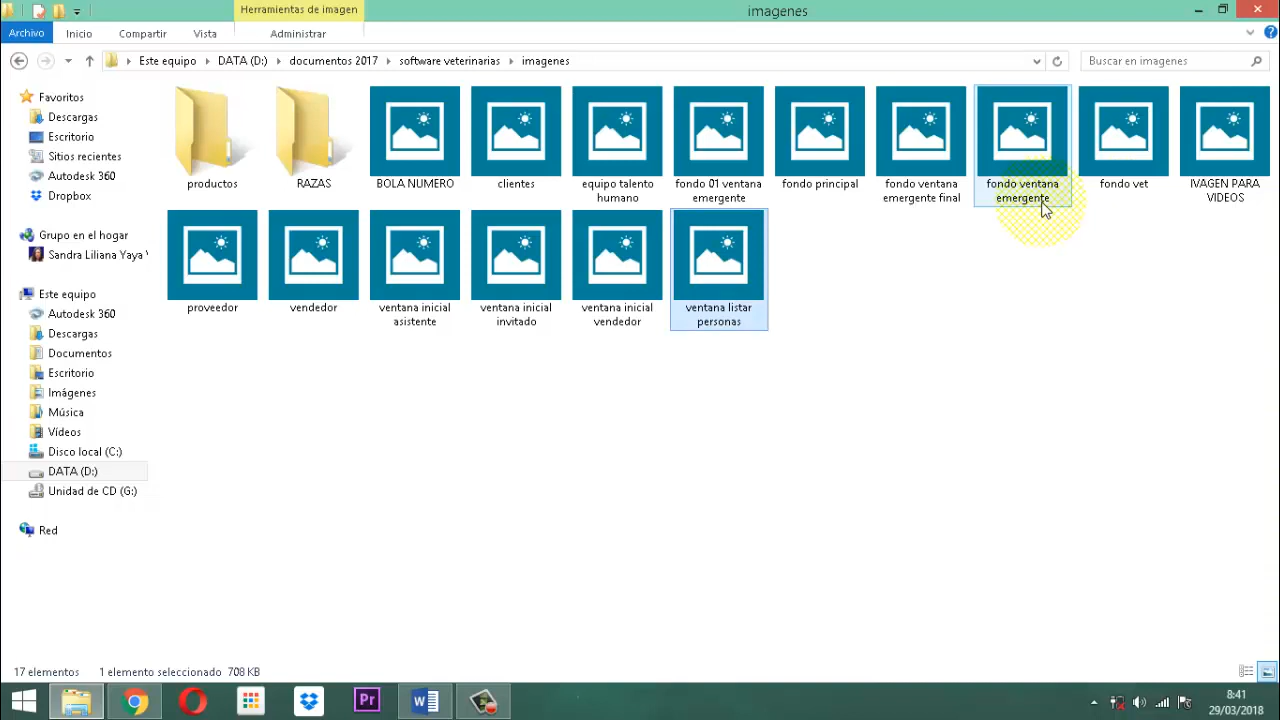 Herramientas de imagen
imagenes
Archivo
Inicio
Compartir
Vista
Administrar
Este equipo
DATA (D:)
documentos 2017
software veterinarias
imagenes
Buscar en imagenes
Favoritos
Descargas
Escritorio
Sitios recientes
Autodesk 360
Dropbox
Grupo en el hogar
Sandra Liliana Yaya
Este equipo
Autodesk 360
Descargas
Documentos
Escritorio
Imágenes
Música
Vídeos
Disco local (C:)
DATA (D:)
Unidad de CD (G:)
Red
productos
RAZAS
BOLA NUMERO
clientes
equipo talento
humano
fondo 01 ventana
emergente
fondo principal
fondo ventana
emergente final
fondo ventana
emergente
fondo vet
IVAGEN PARA
VIDEOS
proveedor
vendedor
ventana inicial
asistente
ventana inicial
invitado
ventana inicial
vendedor
ventana listar
personas
17 elementos
1 elemento seleccionado 708 KB
Pr
8:41
29/03/2018